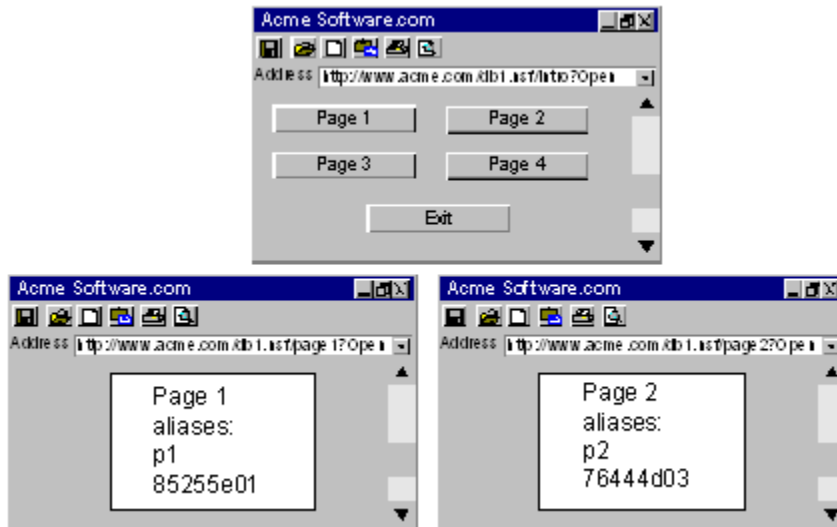 Acme Software.com
Address http://www.acme.com/db1.nsf/Intro?Open
Page 1 Page 2
Page 3 Page 4
Exit
Acme Software.com
Address http://www.acme.com/db1.nsf/page1?Open
Page 1
aliases:
p1
85255e01
Acme Software.com
Address http://www.acme.com/db1.nsf/page2?Open
Page 2
aliases:
p2
76444d03